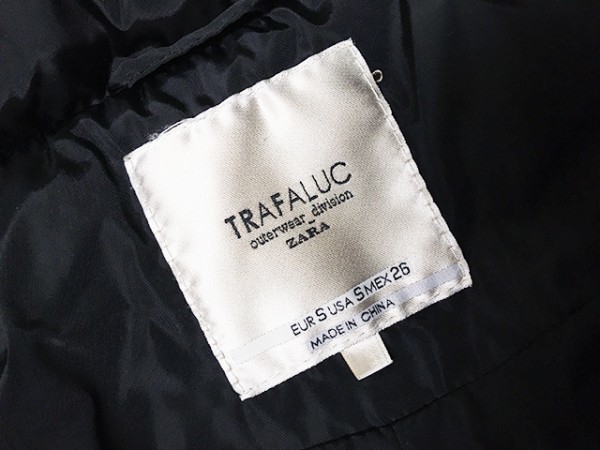 TRAFALUC
outerwear_division
ZARA
EUR S USA S MEX 26
MADE IN CHINA